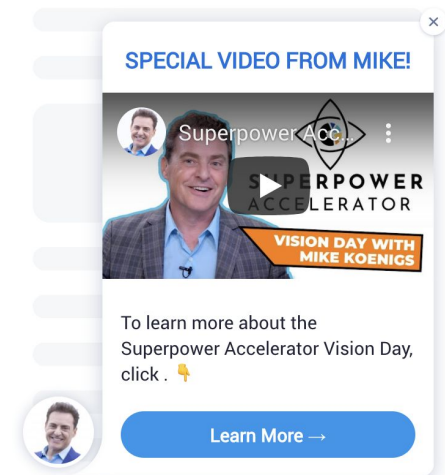 SPECIAL VIDEO FROM MIKE!
Superpower Acc...
SUPERPOWER
ACCELERATOR
VISION DAY WITH
MIKE KOENIGS
To learn more about the
Superpower Accelerator Vision Day,
click . 👇
Learn More →